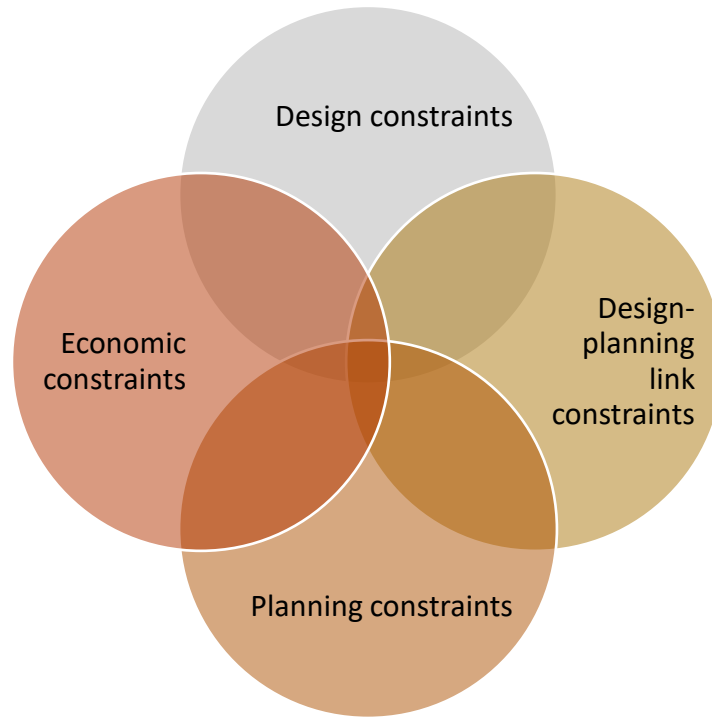 Design constraints
Economic
constraints
Design-
planning
link
constraints
Planning constraints